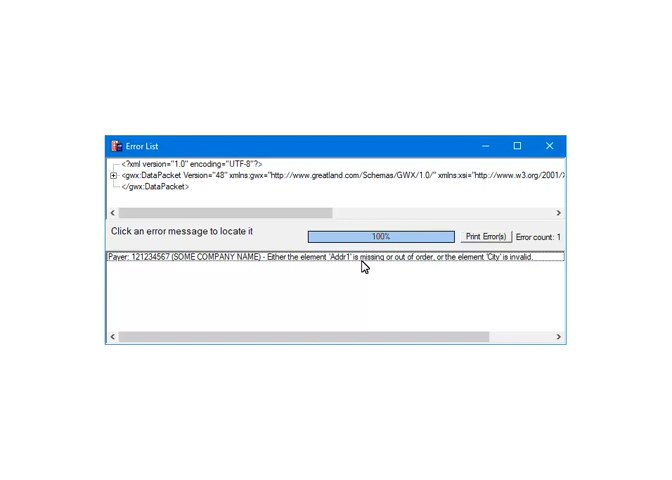 Error List
<?xml version="1.0" encoding="UTF-8"?>
<gwx:DataPacket Version="48" xmlns:gwx="http://www.greatland.com/Schemas/GWX/1.0/" xmlns:xsi="http://www.w3.org/2001/
</gwx:DataPacket>
Click an error message to locate it
100%
Print Error(s)
Error count: 1
Payer: 121234567 (SOME COMPANY NAME) - Either the element 'Addr1' is missing or out of order, or the element 'City' is invalid.